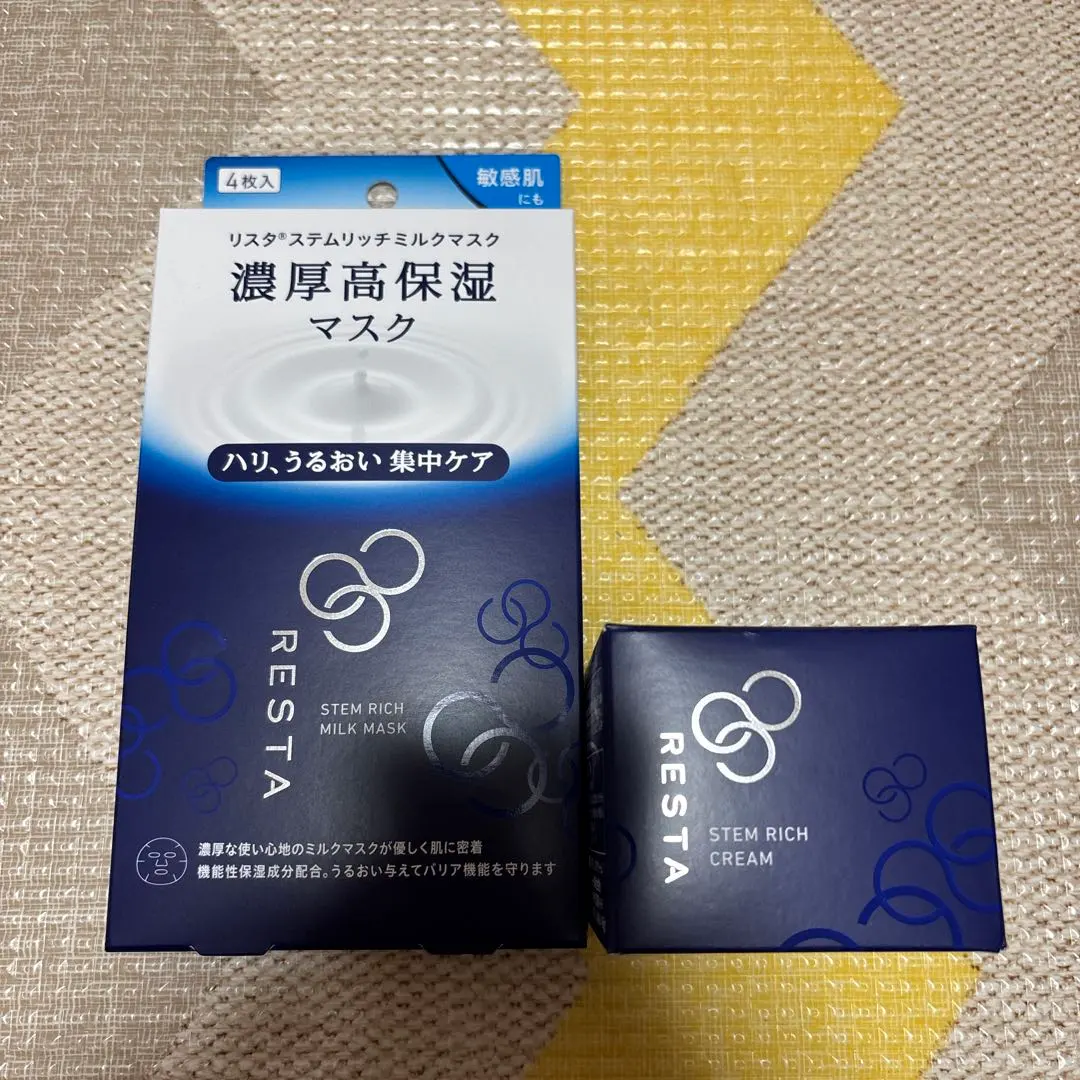 4枚入
敏感肌
にも
リスタ®ステムリッチミルクマスク
濃厚高保湿
マスク
ハリ、うるおい 集中ケア
RESTA
STEM RICH
MILK MASK
濃厚な使い心地のミルクマスクが優しく肌に密着
機能性保湿成分配合。うるおい与えてバリア機能を守ります
RESTA
STEM RICH
CREAM